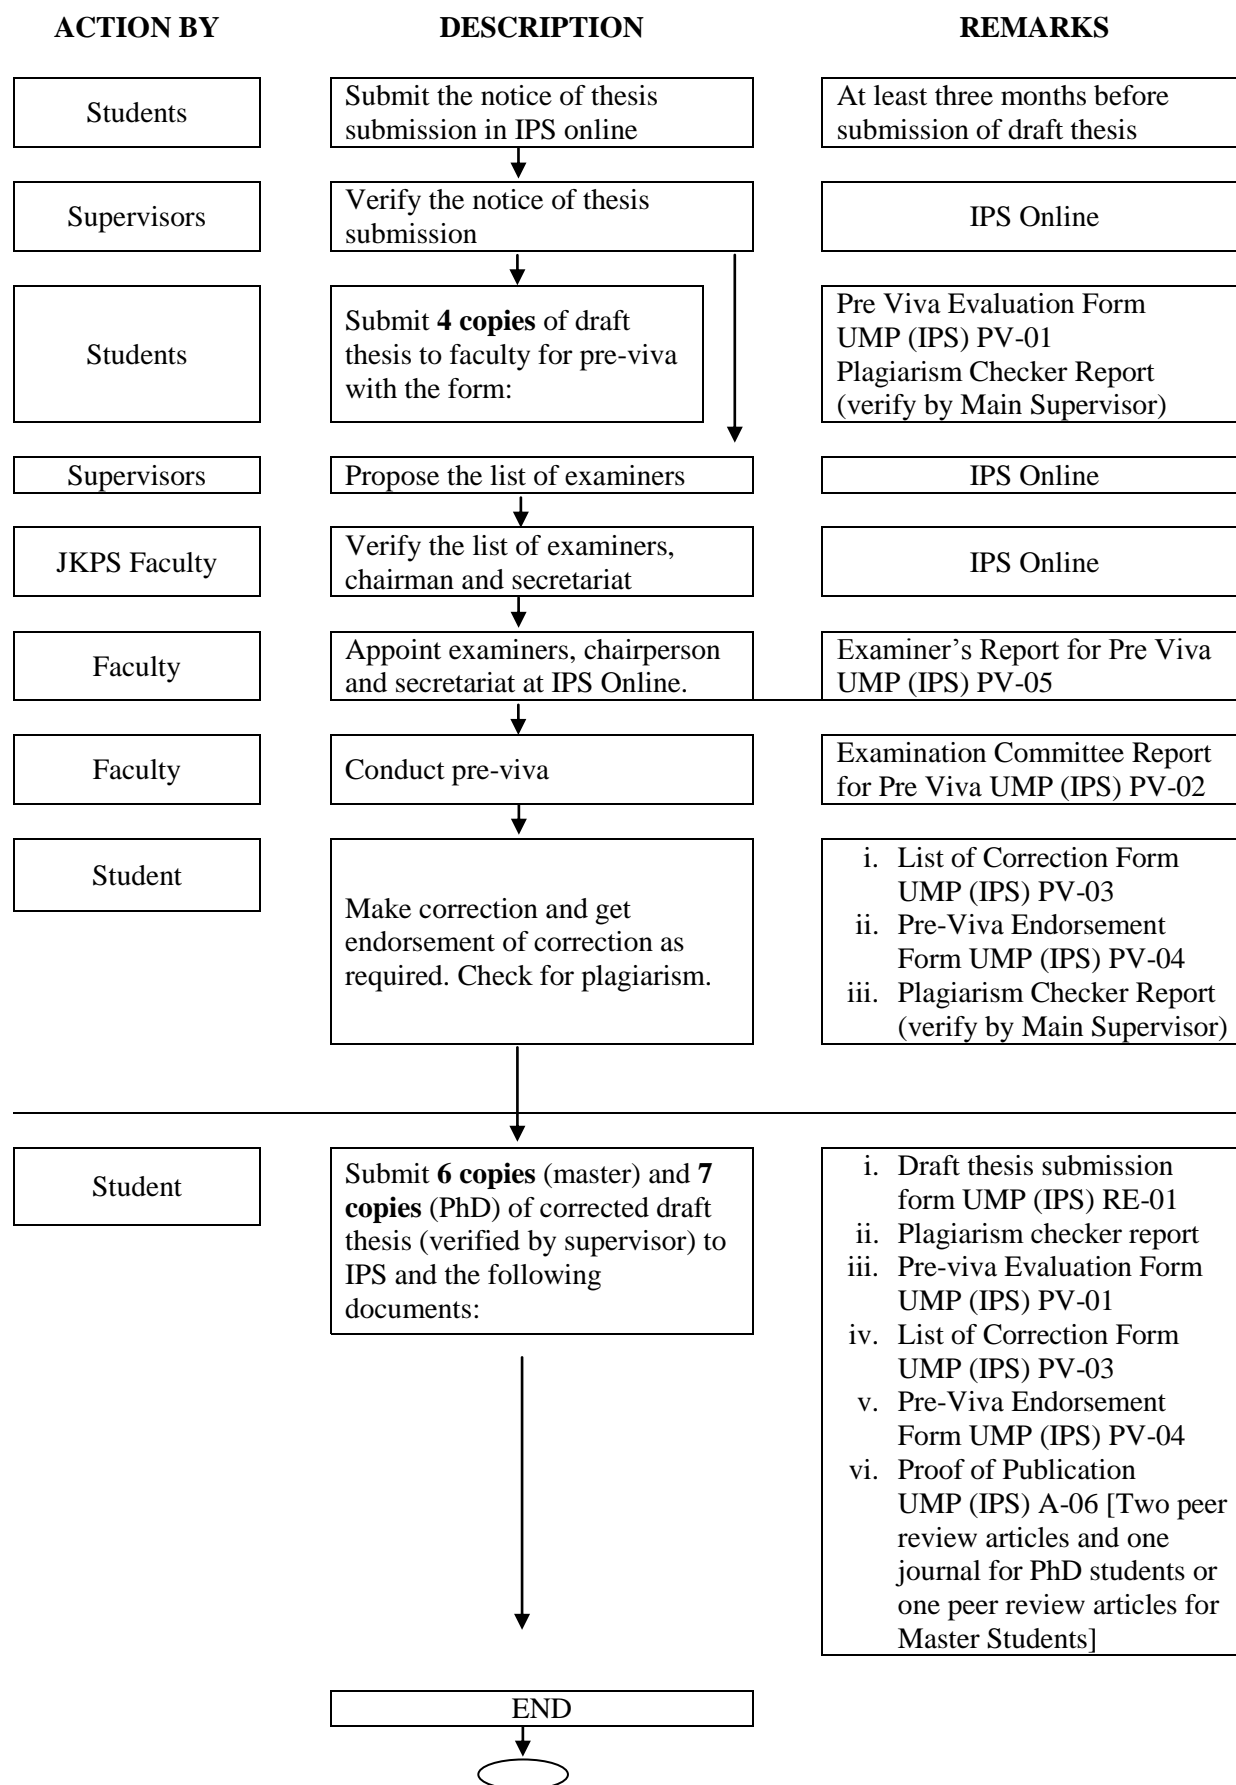 ACTION BY DESCRIPTION REMARKS
Students
Submit the notice of thesis
submission in IPS online
At least three months before
submission of draft thesis
Supervisors
Verify the notice of thesis
submission
IPS Online
Students
Submit 4 copies of draft
thesis to faculty for pre-viva
with the form:
Pre Viva Evaluation Form
UMP (IPS) PV-01
Plagiarism Checker Report
(verify by Main Supervisor)
Supervisors
Propose the list of examiners
IPS Online
JKPS Faculty
Verify the list of examiners,
chairman and secretariat
IPS Online
Faculty
Appoint examiners, chairperson
and secretariat at IPS Online.
Examiner’s Report for Pre Viva
UMP (IPS) PV-05
Faculty
Conduct pre-viva
Examination Committee Report
for Pre Viva UMP (IPS) PV-02
Student
Make correction and get
endorsement of correction as
required. Check for plagiarism.
i. List of Correction Form
UMP (IPS) PV-03
ii. Pre-Viva Endorsement
Form UMP (IPS) PV-04
iii. Plagiarism Checker Report
(verify by Main Supervisor)
Student
Submit 6 copies (master) and 7
copies (PhD) of corrected draft
thesis (verified by supervisor) to
IPS and the following
documents:
i. Draft thesis submission
form UMP (IPS) RE-01
ii. Plagiarism checker report
iii. Pre-viva Evaluation Form
UMP (IPS) PV-01
iv. List of Correction Form
UMP (IPS) PV-03
v. Pre-Viva Endorsement
Form UMP (IPS) PV-04
vi. Proof of Publication
UMP (IPS) A-06 [Two peer
review articles and one
journal for PhD students or
one peer review articles for
Master Students]
END